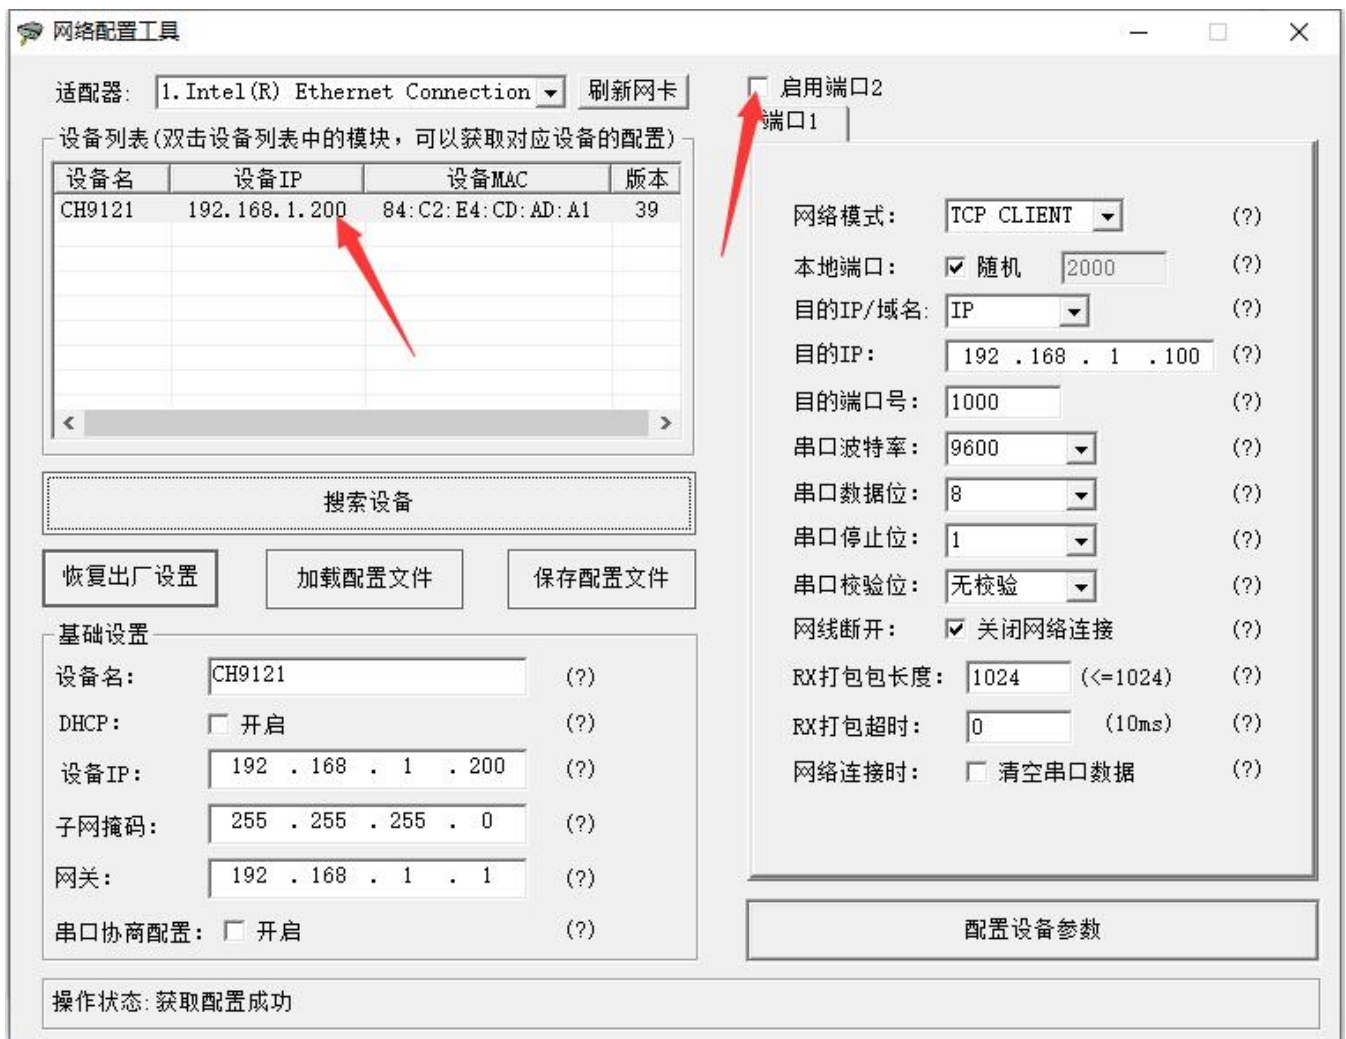 网络配置工具
适配器: 1.Intel(R) Ethernet Connection 刷新网卡
设备列表(双击设备列表中的模块，可以获取对应设备的配置)
设备名 设备IP 设备MAC 版本
CH9121 192.168.1.200 84:C2:E4:CD:AD:A1 39
搜索设备
恢复出厂设置 加载配置文件 保存配置文件
基础设置
设备名: CH9121 (?)
DHCP: 开启 (?)
设备IP: 192 .168 . 1 .200 (?)
子网掩码: 255 .255 .255 . 0 (?)
网关: 192 .168 . 1 . 1 (?)
串口协商配置: 开启 (?)
启用端口2
端口1
网络模式: TCP CLIENT (?)
本地端口: 随机 2000 (?)
目的IP/域名: IP (?)
目的IP: 192 .168 . 1 .100 (?)
目的端口号: 1000 (?)
串口波特率: 9600 (?)
串口数据位: 8 (?)
串口停止位: 1 (?)
串口校验位: 无校验 (?)
网线断开: 关闭网络连接 (?)
RX打包包长度: 1024 (<=1024) (?)
RX打包超时: 0 (10ms) (?)
网络连接时: 清空串口数据 (?)
配置设备参数
操作状态:获取配置成功